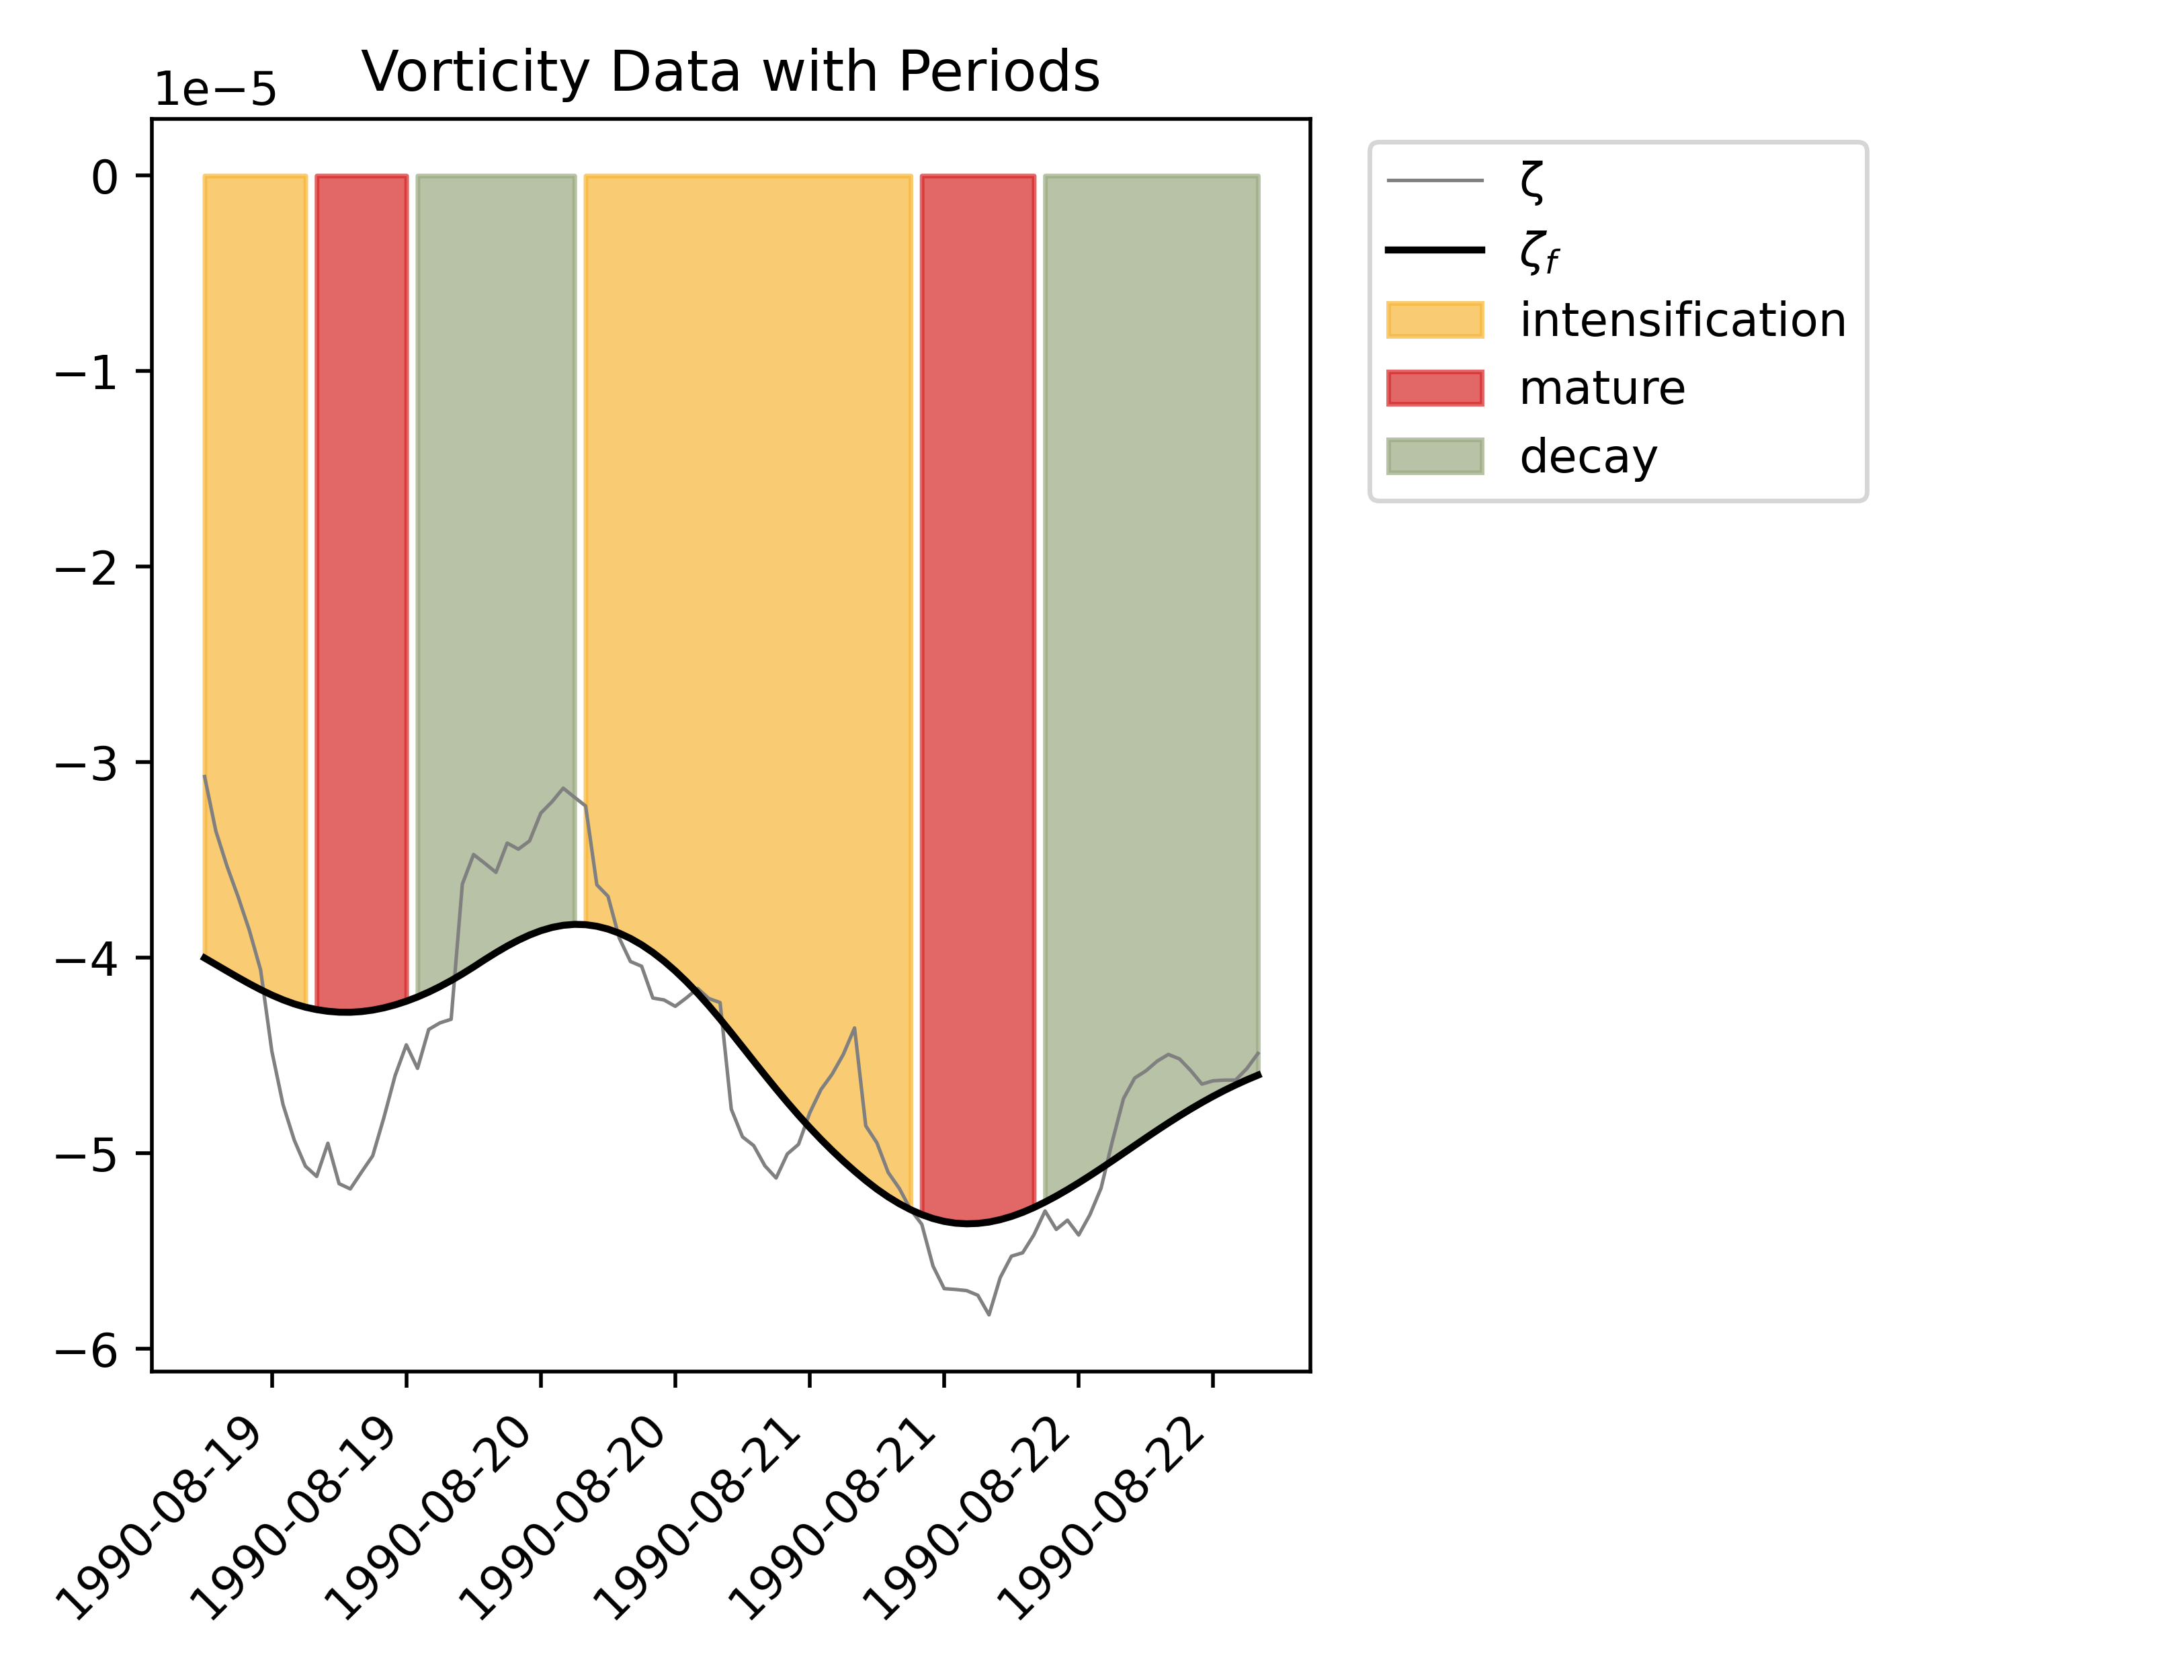 Vorticity Data with Periods
1e−5
0
−1
−2
−3
−4
−5
−6
1990-08-19
1990-08-19
1990-08-20
1990-08-20
1990-08-21
1990-08-21
1990-08-22
1990-08-22
ζ
ζf
intensification
mature
decay